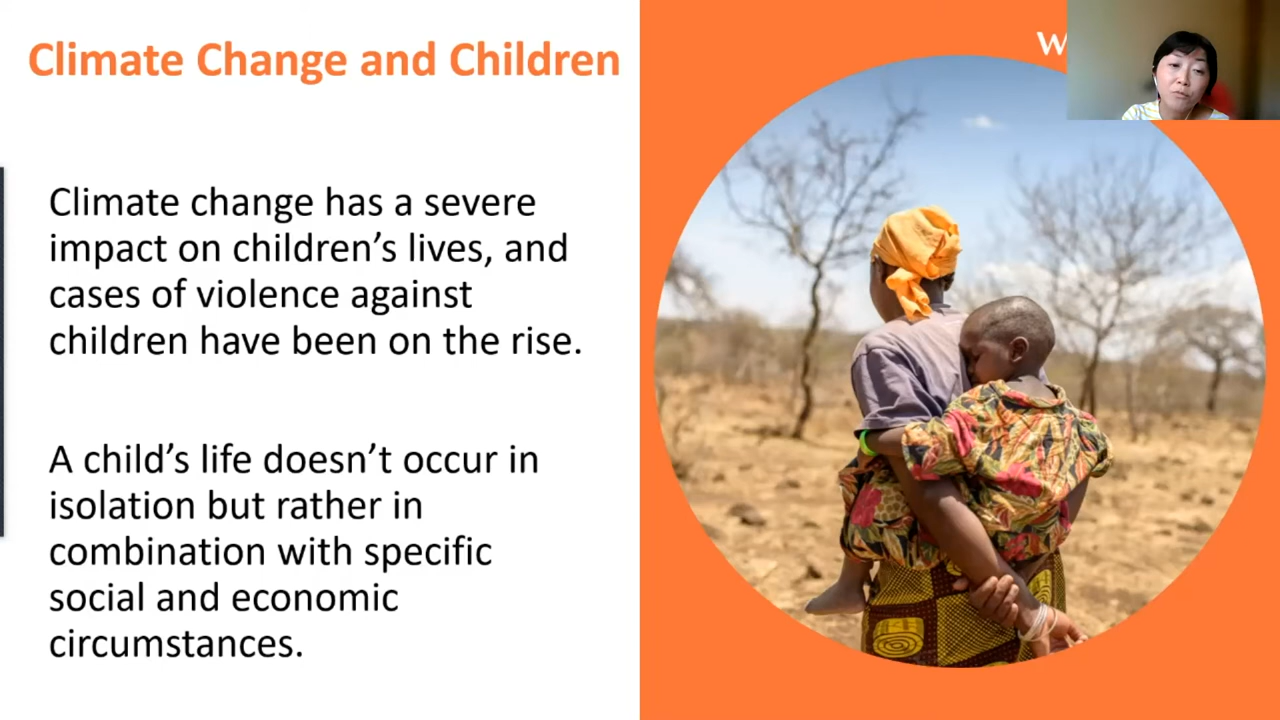 Climate Change and Children
Climate change has a severe
impact on children’s lives, and
cases of violence against
children have been on the rise.
A child’s life doesn’t occur in
isolation but rather in
combination with specific
social and economic
circumstances.